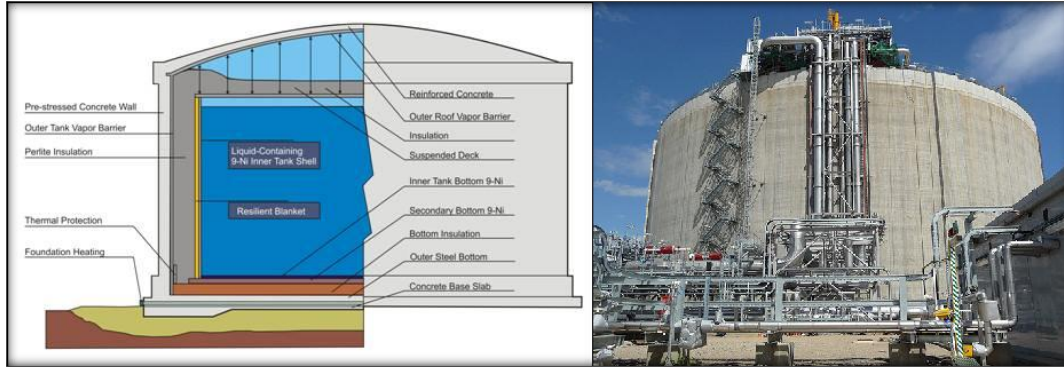 Pre-stressed Concrete Wall
Outer Tank Vapor Barrier
Perlite Insulation
Thermal Protection
Foundation Heating
Liquid-Containing
9-Ni Inner Tank Shell
Resilient Blanket
Reinforced Concrete
Outer Roof Vapor Barrier
Insulation
Suspended Deck
Inner Tank Bottom 9-Ni
Secondary Bottom 9-Ni
Bottom Insulation
Outer Steel Bottom
Concrete Base Slab